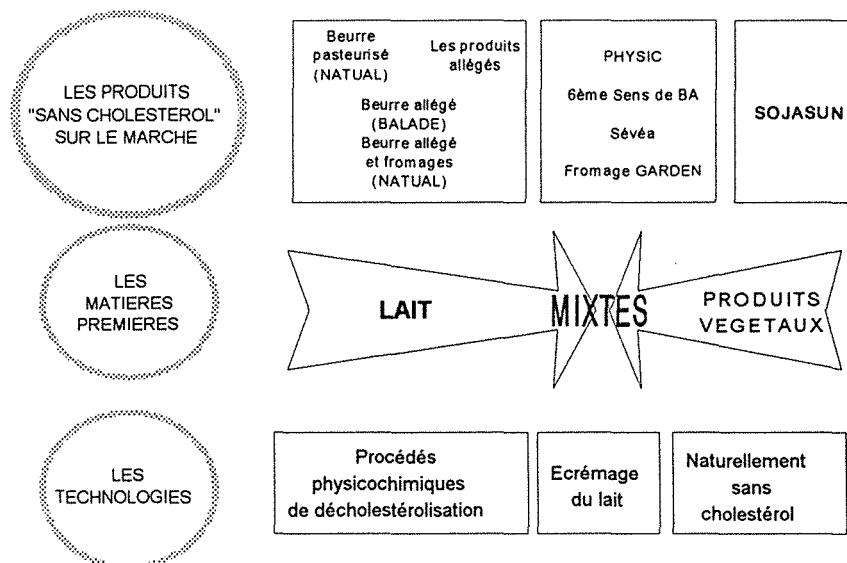 LES PRODUITS
"SANS CHOLESTEROL"
SUR LE MARCHE
Beurre
pasteurisé
(NATUAL)
Les produits
allégés
Beurre allégé
(BALADE)
Beurre allégé
et fromages
(NATUAL)
PHYSIC
6ème Sens de BA
Sévéa
Fromage GARDEN
SOJASUN
LES
MATIERES
PREMIERES
LAIT
MIXTES
PRODUITS
VEGETAUX
LES
TECHNOLOGIES
Procédés
physicochimiques
de décholestérolisation
Ecrémage
du lait
Naturellement
sans
cholestérol